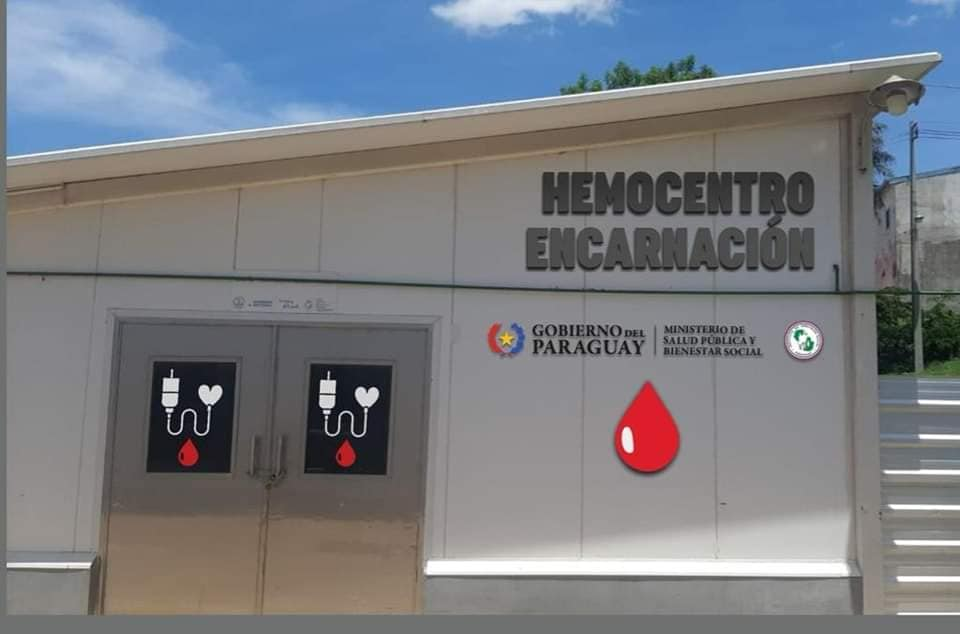 HEMOCENTRO
ENCARNACIÓN
GOBIERNO DEL
PARAGUAY
MINISTERIO DE
SALUD PÚBLICA Y
BIENESTAR SOCIAL